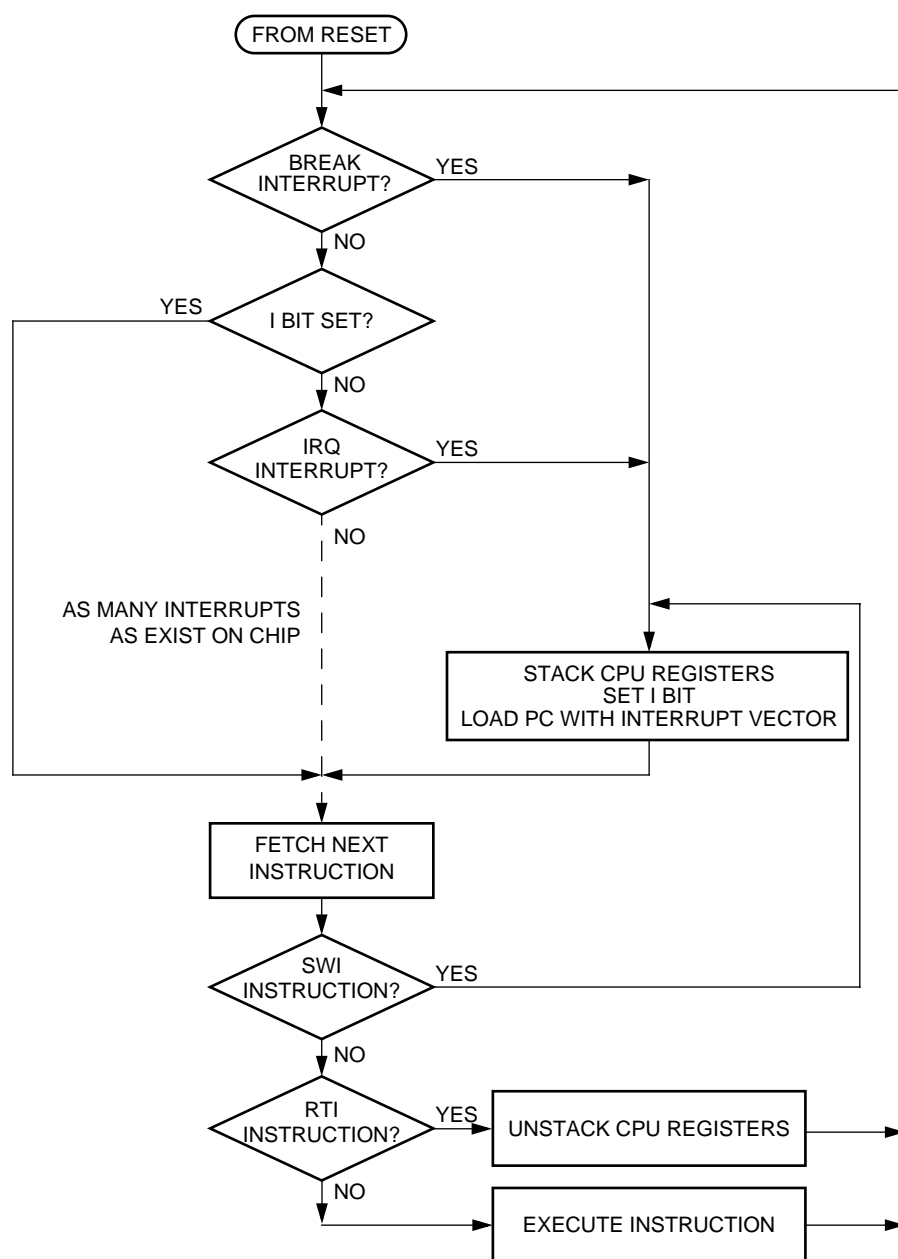 FROM RESET
BREAK
INTERRUPT?
YES
NO
YES
I BIT SET?
NO
IRQ
INTERRUPT?
YES
NO
AS MANY INTERRUPTS
AS EXIST ON CHIP
STACK CPU REGISTERS
SET I BIT
LOAD PC WITH INTERRUPT VECTOR
FETCH NEXT
INSTRUCTION
SWI
INSTRUCTION?
YES
NO
RTI
INSTRUCTION?
YES
UNSTACK CPU REGISTERS
NO
EXECUTE INSTRUCTION